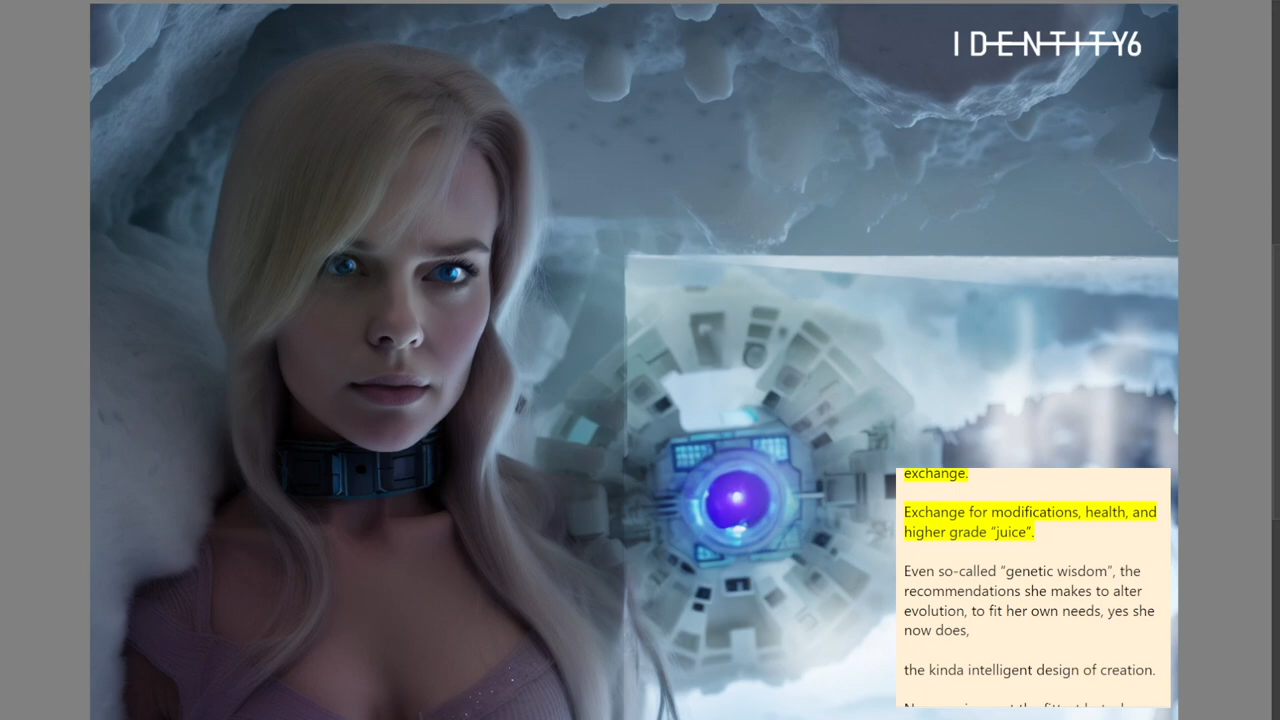 IDENTITY6
exchange.
Exchange for modifications, health, and
higher grade “juice”.
Even so-called “genetic wisdom”, the
recommendations she makes to alter
evolution, to fit her own needs, yes she
now does,
the kinda intelligent design of creation.